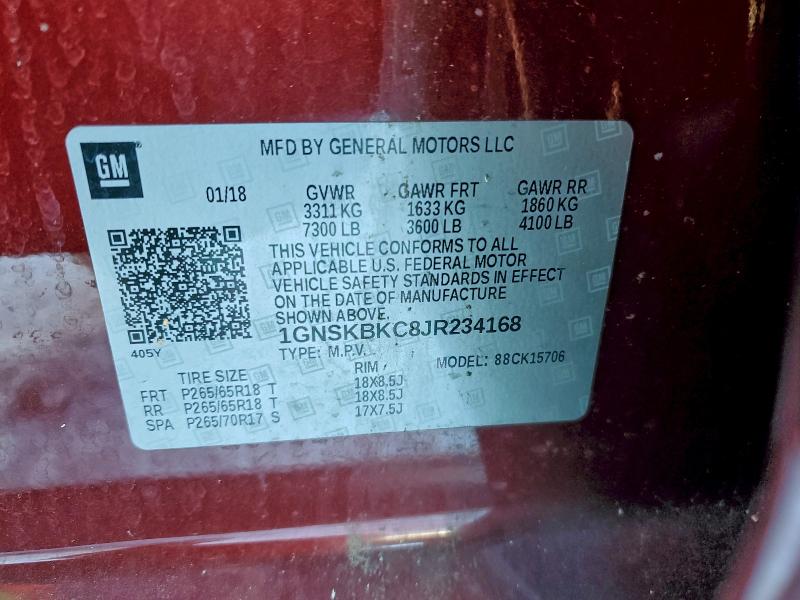 MFD BY GENERAL MOTORS LLC
GM
01/18 GVWR GAWR FRT GAWR RR
3311 KG 1633 KG 1860 KG
7300 LB 3600 LB 4100 LB
THIS VEHICLE CONFORMS TO ALL
APPLICABLE U.S. FEDERAL MOTOR
VEHICLE SAFETY STANDARDS IN EFFECT
ON THE DATE OF MANUFACTURE
SHOWN ABOVE.
1GNSKBKC8JR234168
405Y
TYPE: M.P.V. MODEL: 88CK15706
TIRE SIZE RIM
FRT P265/65R18 T 18X8.5J
RR P265/65R18 T 18X8.5J
SPA P265/70R17 S 17X7.5J